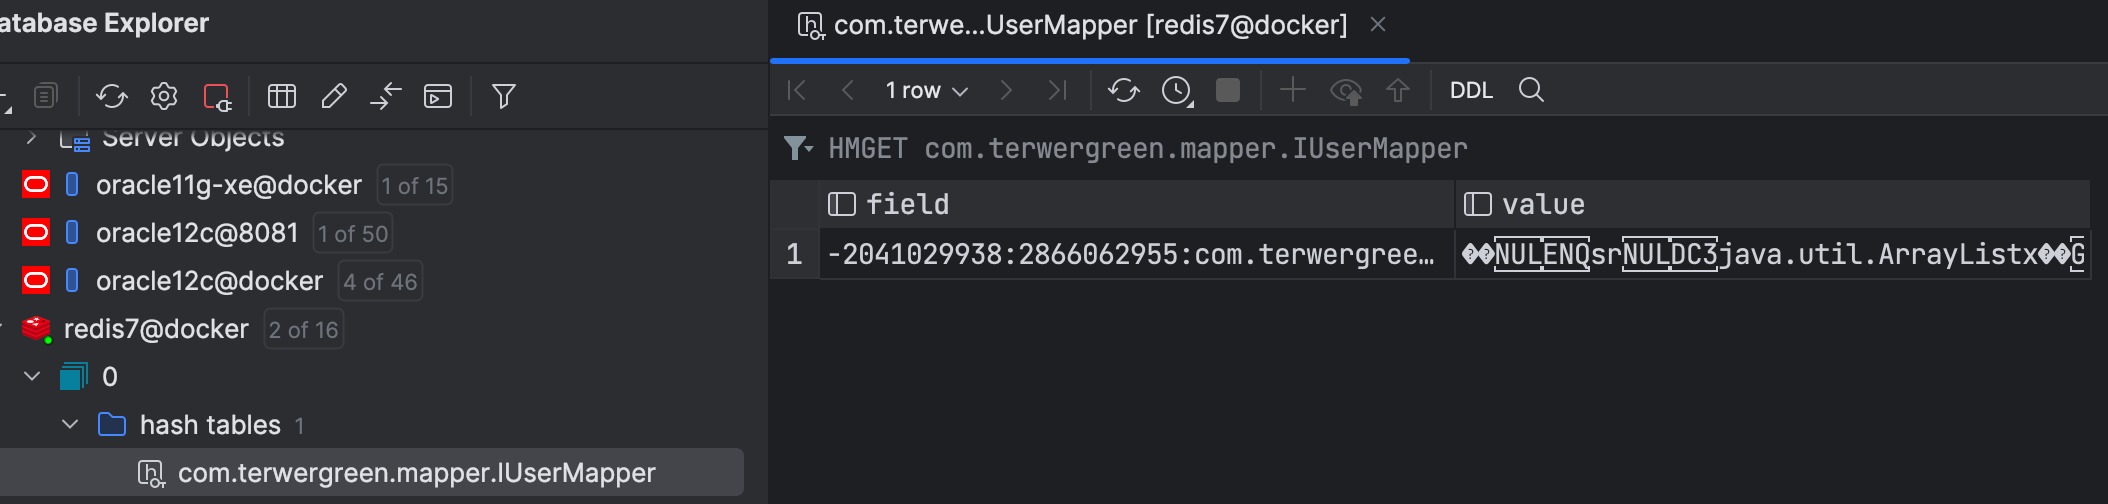 atabase Explorer
Server Objects
oracle11g-xe@docker 1 of 15
oracle12c@8081 1 of 50
oracle12c@docker 4 of 46
redis7@docker 2 of 16
0
hash tables 1
com.terwergreen.mapper.IUserMapper
com.terwe...UserMapper [redis7@docker]
1 row DDL
HMGET com.terwergreen.mapper.IUserMapper
field value
1 -2041029938:2866062955:com.terwergree… ��NULENQsrNULDC3java.util.ArrayListx��G